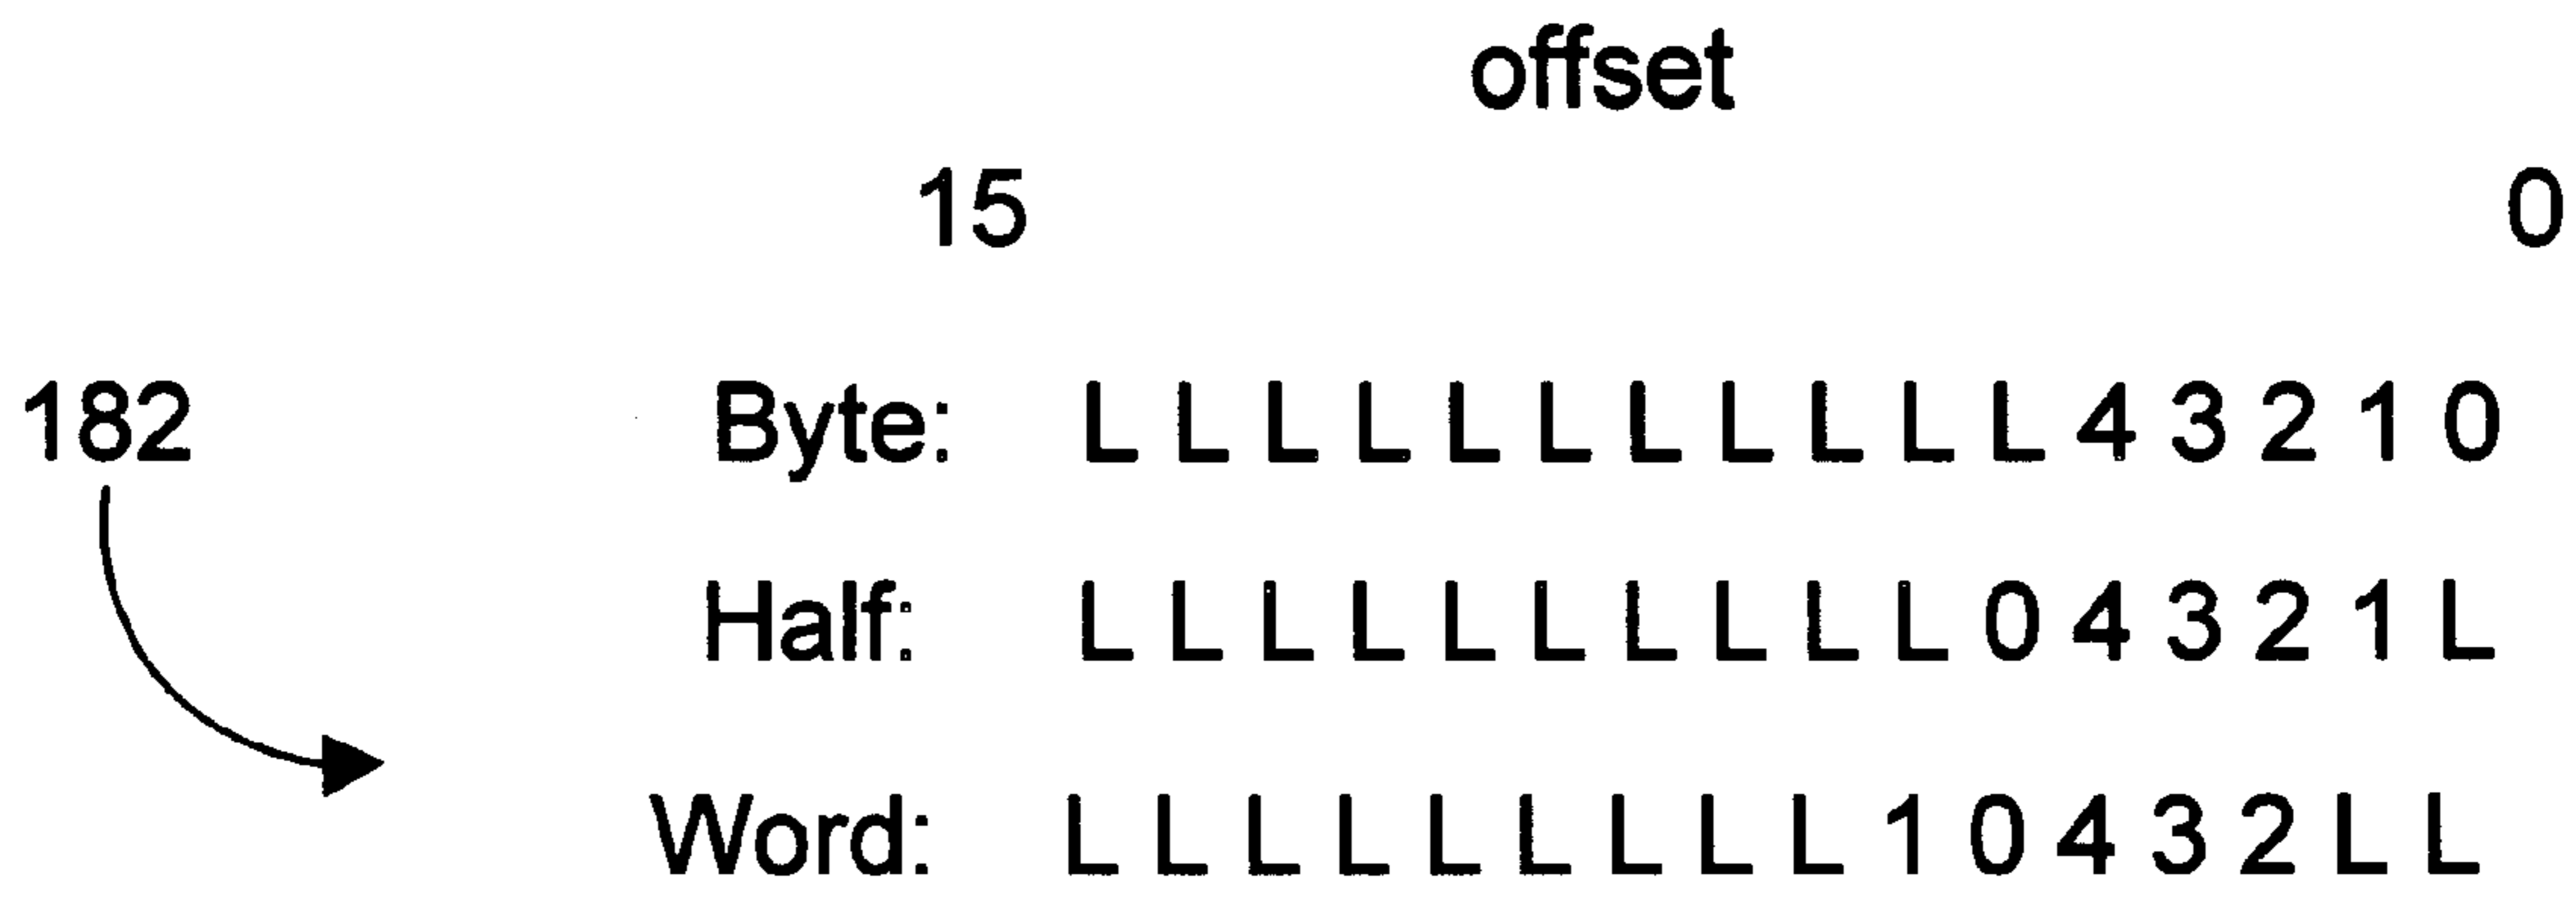 offset
15 0
182 Byte: L L L L L L L L L L L 4 3 2 1 0
Half: L L L L L L L L L L 0 4 3 2 1 L
Word: L L L L L L L L L 1 0 4 3 2 L L